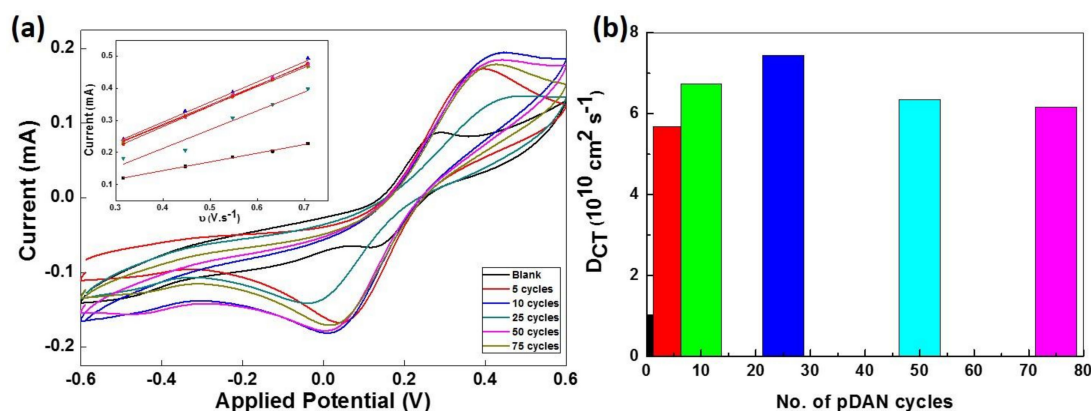 (a)
Current (mA)
0.2
0.1
0.0
-0.1
-0.2
-0.6
-0.4
-0.2
0.0
0.2
0.4
0.6
Applied Potential (V)
Current (mA)
0.5
0.4
0.3
0.2
0.1
0.3
0.4
0.5
0.6
0.7
0.8
υ (V.s⁻¹)
Blank
5 cycles
10 cycles
25 cycles
50 cycles
75 cycles
(b)
D_CT (10¹⁰ cm² s⁻¹)
8
6
4
2
0
0
10
20
30
40
50
60
70
80
No. of pDAN cycles